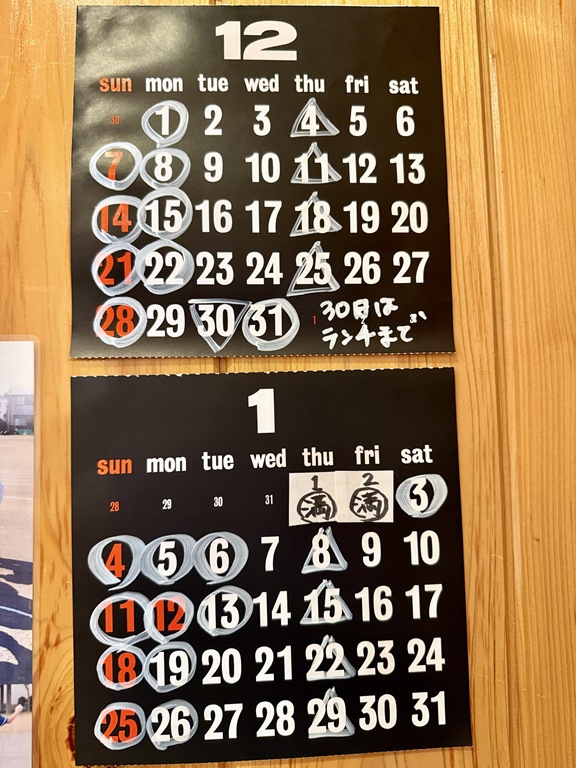 12
sun mon tue wed thu fri sat
30 1 2 3 4 5 6
7 8 9 10 11 12 13
14 15 16 17 18 19 20
21 22 23 24 25 26 27
28 29 30 31 1
30日は
ランチまで
1
sun mon tue wed thu fri sat
28 29 30 31 1 満 2 満 3
4 5 6 7 8 9 10
11 12 13 14 15 16 17
18 19 20 21 22 23 24
25 26 27 28 29 30 31